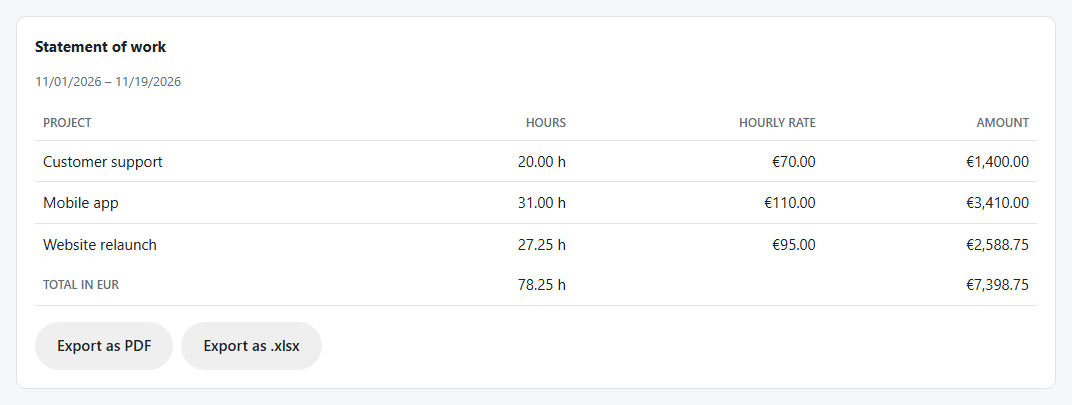 Statement of work
11/01/2026 – 11/19/2026
PROJECT HOURS HOURLY RATE AMOUNT
Customer support 20.00 h €70.00 €1,400.00
Mobile app 31.00 h €110.00 €3,410.00
Website relaunch 27.25 h €95.00 €2,588.75
TOTAL IN EUR 78.25 h €7,398.75
Export as PDF Export as .xlsx